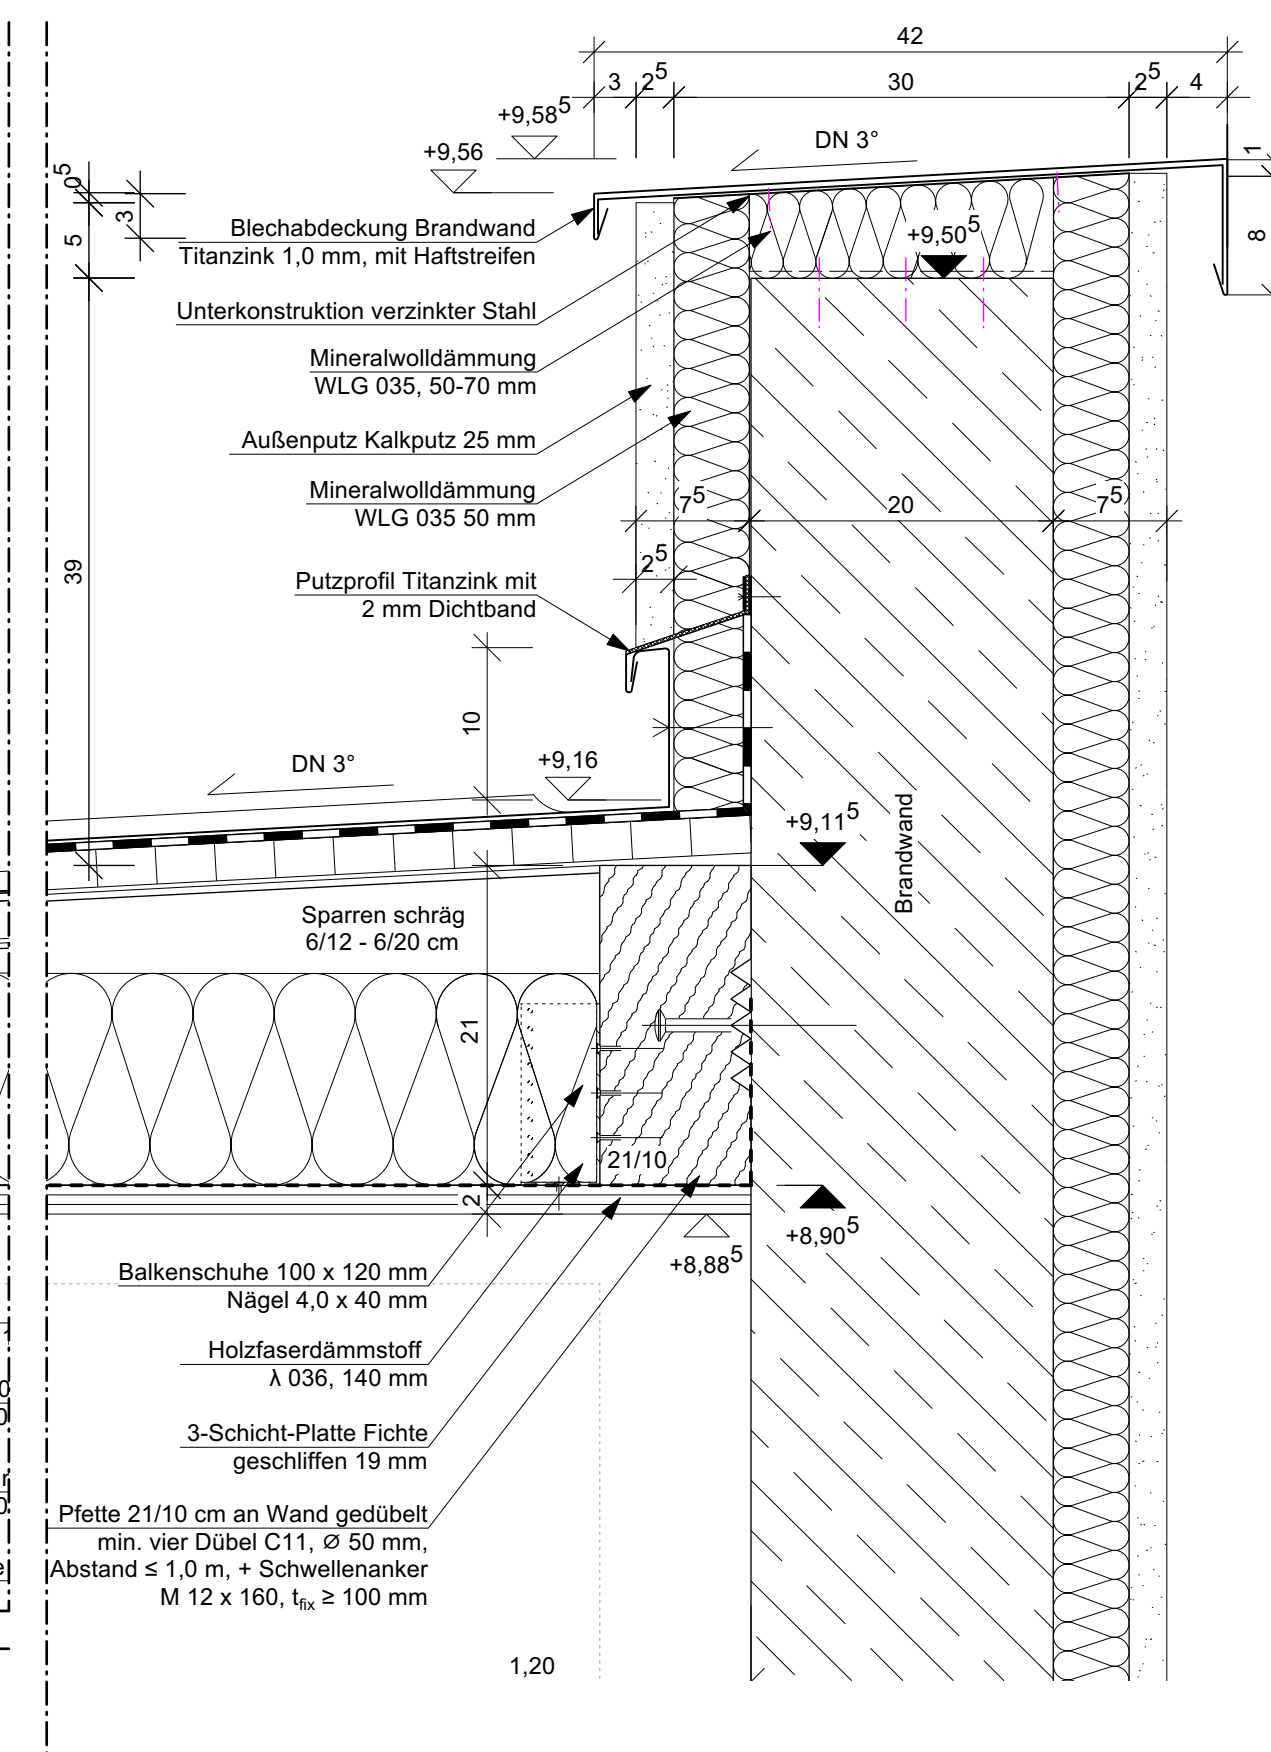 42
3
2⁵
30
2⁵
4
+9,58⁵
+9,56
DN 3°
1
8
5
3
5
Blechabdeckung Brandwand
Titanzink 1,0 mm, mit Haftstreifen
+9,50⁵
Unterkonstruktion verzinkter Stahl
Mineralwolldämmung
WLG 035, 50-70 mm
Außenputz Kalkputz 25 mm
Mineralwolldämmung
WLG 035 50 mm
7⁵
20
7⁵
39
2⁵
Putzprofil Titanzink mit
2 mm Dichtband
10
DN 3°
+9,16
+9,11⁵
Brandwand
Sparren schräg
6/12 - 6/20 cm
21
21/10
2
+8,90⁵
+8,88⁵
Balkenschuhe 100 x 120 mm
Nägel 4,0 x 40 mm
Holzfaserdämmstoff
λ 036, 140 mm
3-Schicht-Platte Fichte
geschliffen 19 mm
Pfette 21/10 cm an Wand gedübelt
min. vier Dübel C11, Ø 50 mm,
Abstand ≤ 1,0 m, + Schwellenanker
M 12 x 160, tfix ≥ 100 mm
1,20